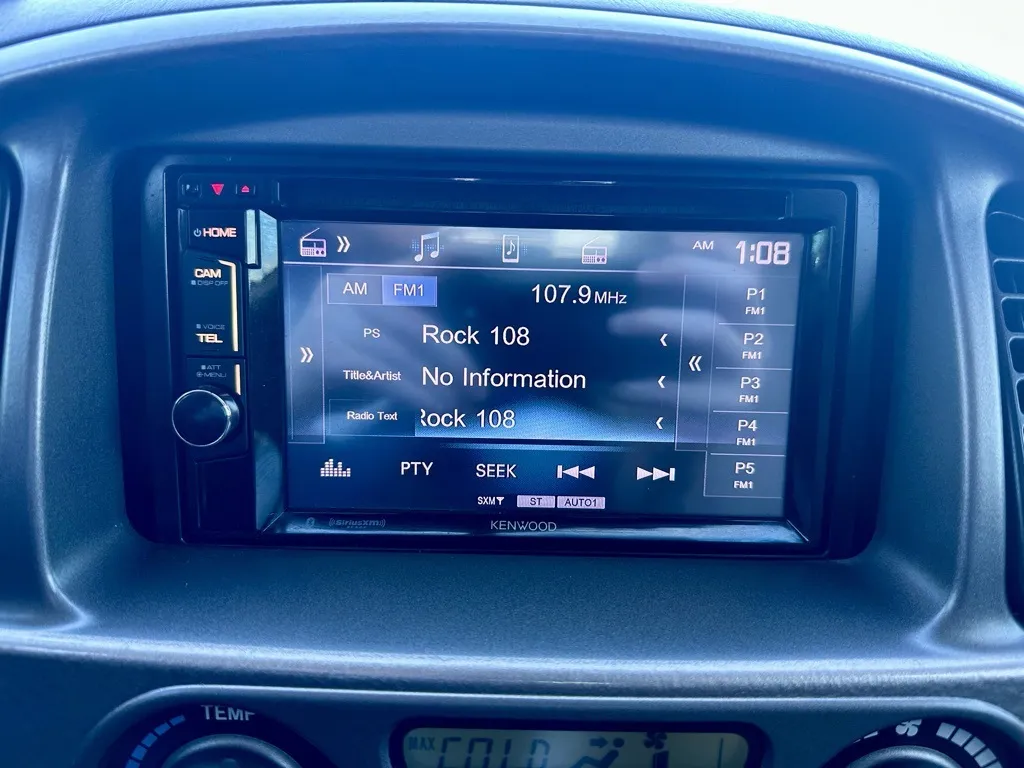 HOME
CAM
DISP OFF
VOICE
TEL
ATT
MENU
AM 1:08
AM FM1 107.9 MHz
PS Rock 108
Title&Artist No Information
Radio Text Rock 108
P1
FM1
P2
FM1
P3
FM1
P4
FM1
P5
FM1
PTY SEEK
SXM ST AUTO1
SiriusXM
KENWOOD
TEMP
MAX COLD